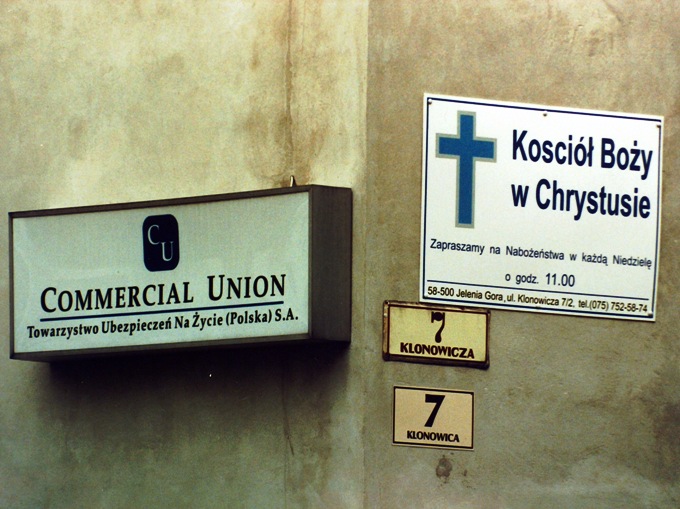 CU
COMMERCIAL UNION
Towarzystwo Ubezpieczeń Na Życie (Polska) S.A.
Kosciół Boży
w Chrystusie
Zapraszamy na Nabożeństwa w każdą Niedzielę
o godz. 11.00
58-500 Jelenia Gora, ul. Klonowicza 7/2, tel.(075) 752-58-74
7
KLONOWICZA
7
KLONOWICA